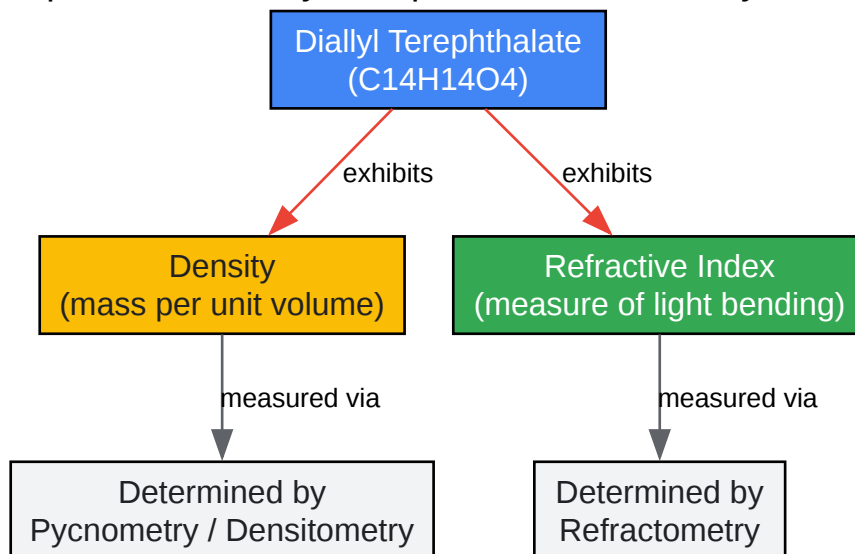 Diallyl Terephthalate
(C14H14O4)
exhibits
exhibits
Density
(mass per unit volume)
Refractive Index
(measure of light bending)
measured via
measured via
Determined by
Pycnometry / Densitometry
Determined by
Refractometry